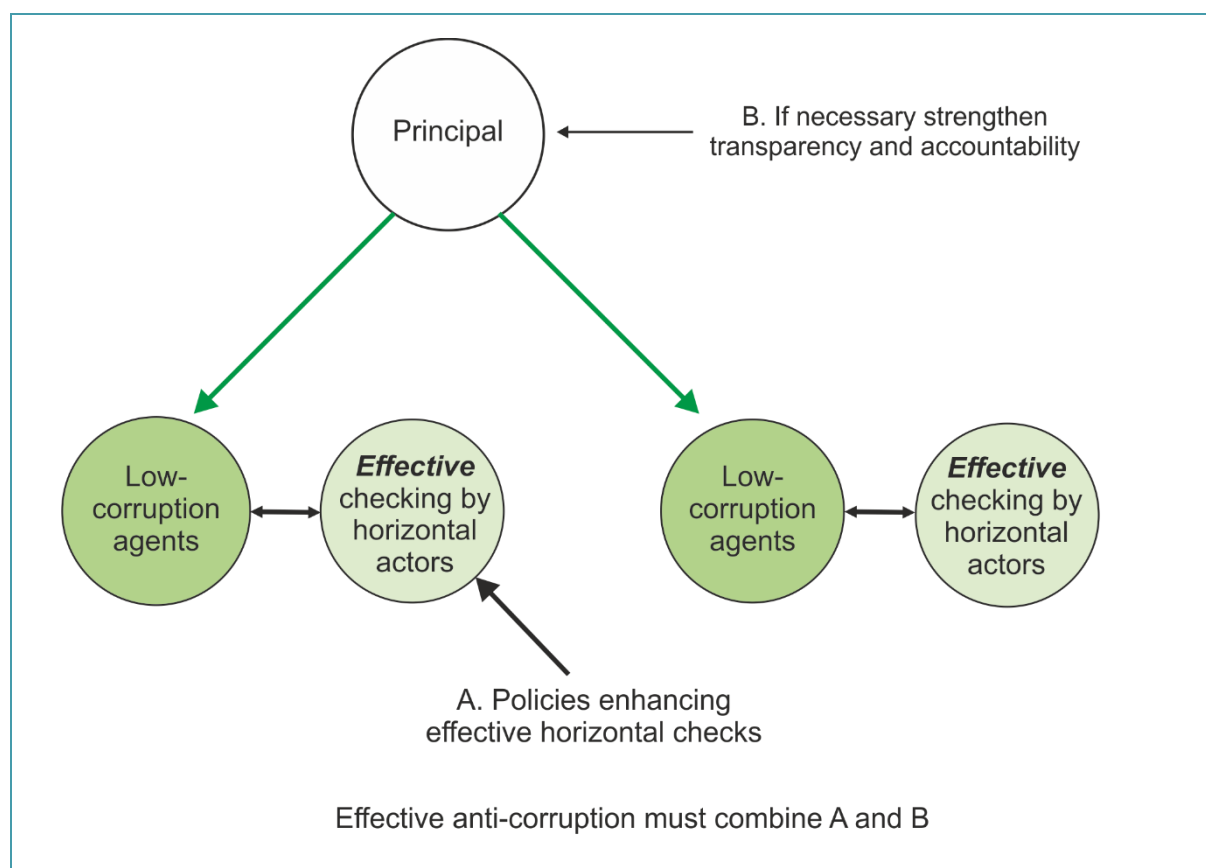 Principal
B. If necessary strengthen
transparency and accountability
Low-
corruption
agents
Effective
checking by
horizontal
actors
Low-
corruption
agents
Effective
checking by
horizontal
actors
A. Policies enhancing
effective horizontal checks
Effective anti-corruption must combine A and B